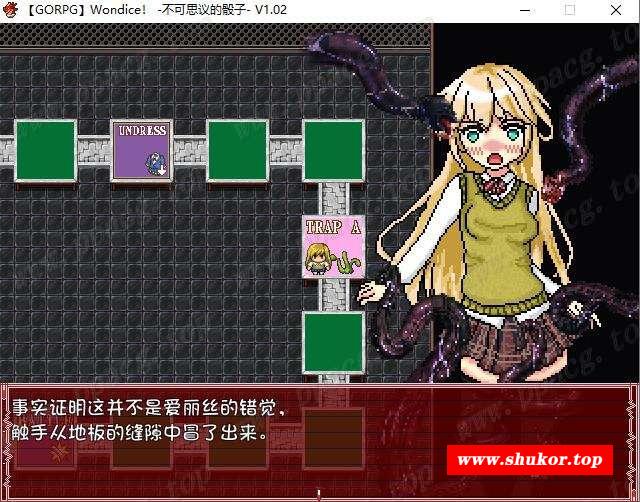 【GORPG】Wondice! -不可思议的骰子- V1.02
UNDRESS
TRAP A
事实证明这并不是爱丽丝的错觉，
触手从地板的缝隙中冒了出来。
www.shukor.top